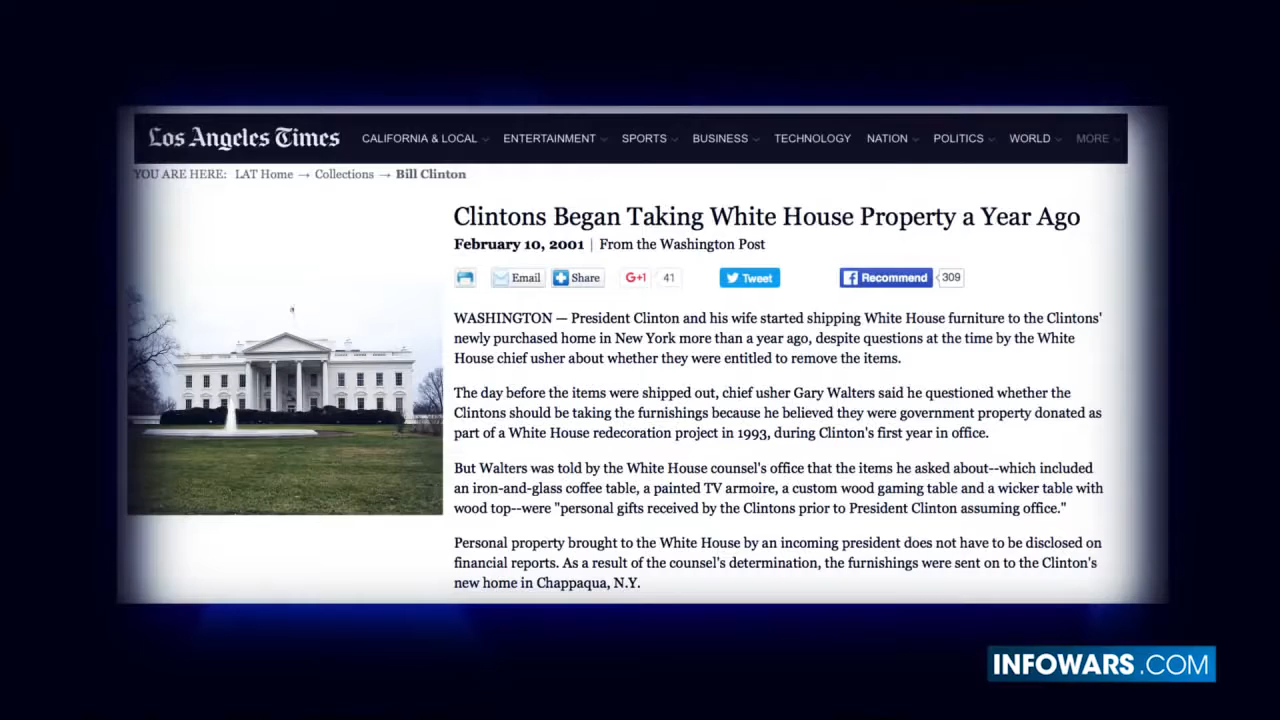 Los Angeles Times CALIFORNIA & LOCAL ENTERTAINMENT SPORTS BUSINESS TECHNOLOGY NATION POLITICS WORLD MORE
YOU ARE HERE: LAT Home → Collections → Bill Clinton
Clintons Began Taking White House Property a Year Ago
February 10, 2001 | From the Washington Post
Email Share G+1 41 Tweet Recommend 309
WASHINGTON — President Clinton and his wife started shipping White House furniture to the Clintons'
newly purchased home in New York more than a year ago, despite questions at the time by the White
House chief usher about whether they were entitled to remove the items.
The day before the items were shipped out, chief usher Gary Walters said he questioned whether the
Clintons should be taking the furnishings because he believed they were government property donated as
part of a White House redecoration project in 1993, during Clinton's first year in office.
But Walters was told by the White House counsel's office that the items he asked about--which included
an iron-and-glass coffee table, a painted TV armoire, a custom wood gaming table and a wicker table with
wood top--were "personal gifts received by the Clintons prior to President Clinton assuming office."
Personal property brought to the White House by an incoming president does not have to be disclosed on
financial reports. As a result of the counsel's determination, the furnishings were sent on to the Clinton's
new home in Chappaqua, N.Y.
INFOWARS.COM